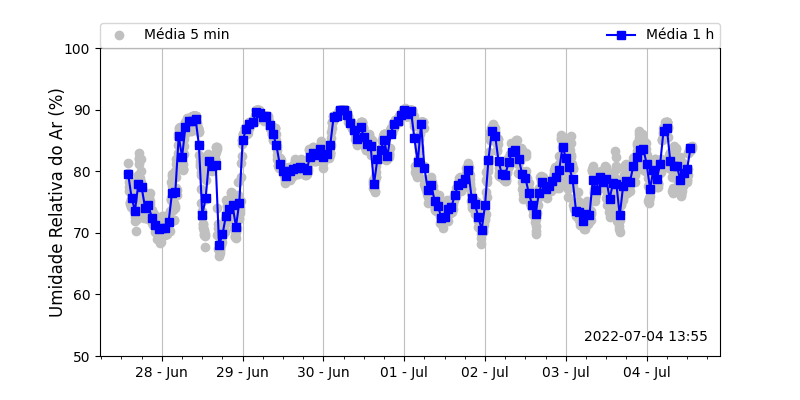 Média 5 min
Média 1 h
Umidade Relativa do Ar (%)
100
90
80
70
60
50
2022-07-04 13:55
28 - Jun
29 - Jun
30 - Jun
01 - Jul
02 - Jul
03 - Jul
04 - Jul